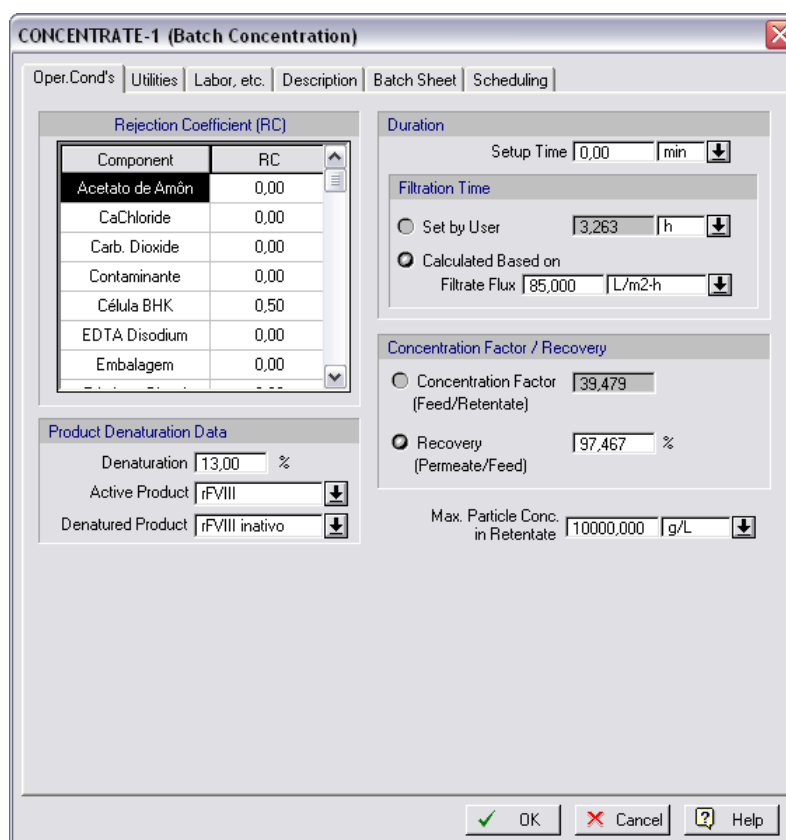 CONCENTRATE-1 (Batch Concentration)
Oper.Cond's Utilities Labor, etc. Description Batch Sheet Scheduling
Rejection Coefficient (RC)
Component RC
Acetato de Amôn 0,00
CaChloride 0,00
Carb. Dioxide 0,00
Contaminante 0,00
Célula BHK 0,50
EDTA Disodium 0,00
Embalagem 0,00
Product Denaturation Data
Denaturation 13,00 %
Active Product rFVIII
Denatured Product rFVIII inativo
Duration
Setup Time 0,00 min
Filtration Time
Set by User 3,263 h
Calculated Based on
Filtrate Flux 85,000 L/m2-h
Concentration Factor / Recovery
Concentration Factor 39,479
(Feed/Retentate)
Recovery 97,467 %
(Permeate/Feed)
Max. Particle Conc.
in Retentate 10000,000 g/L
OK Cancel Help